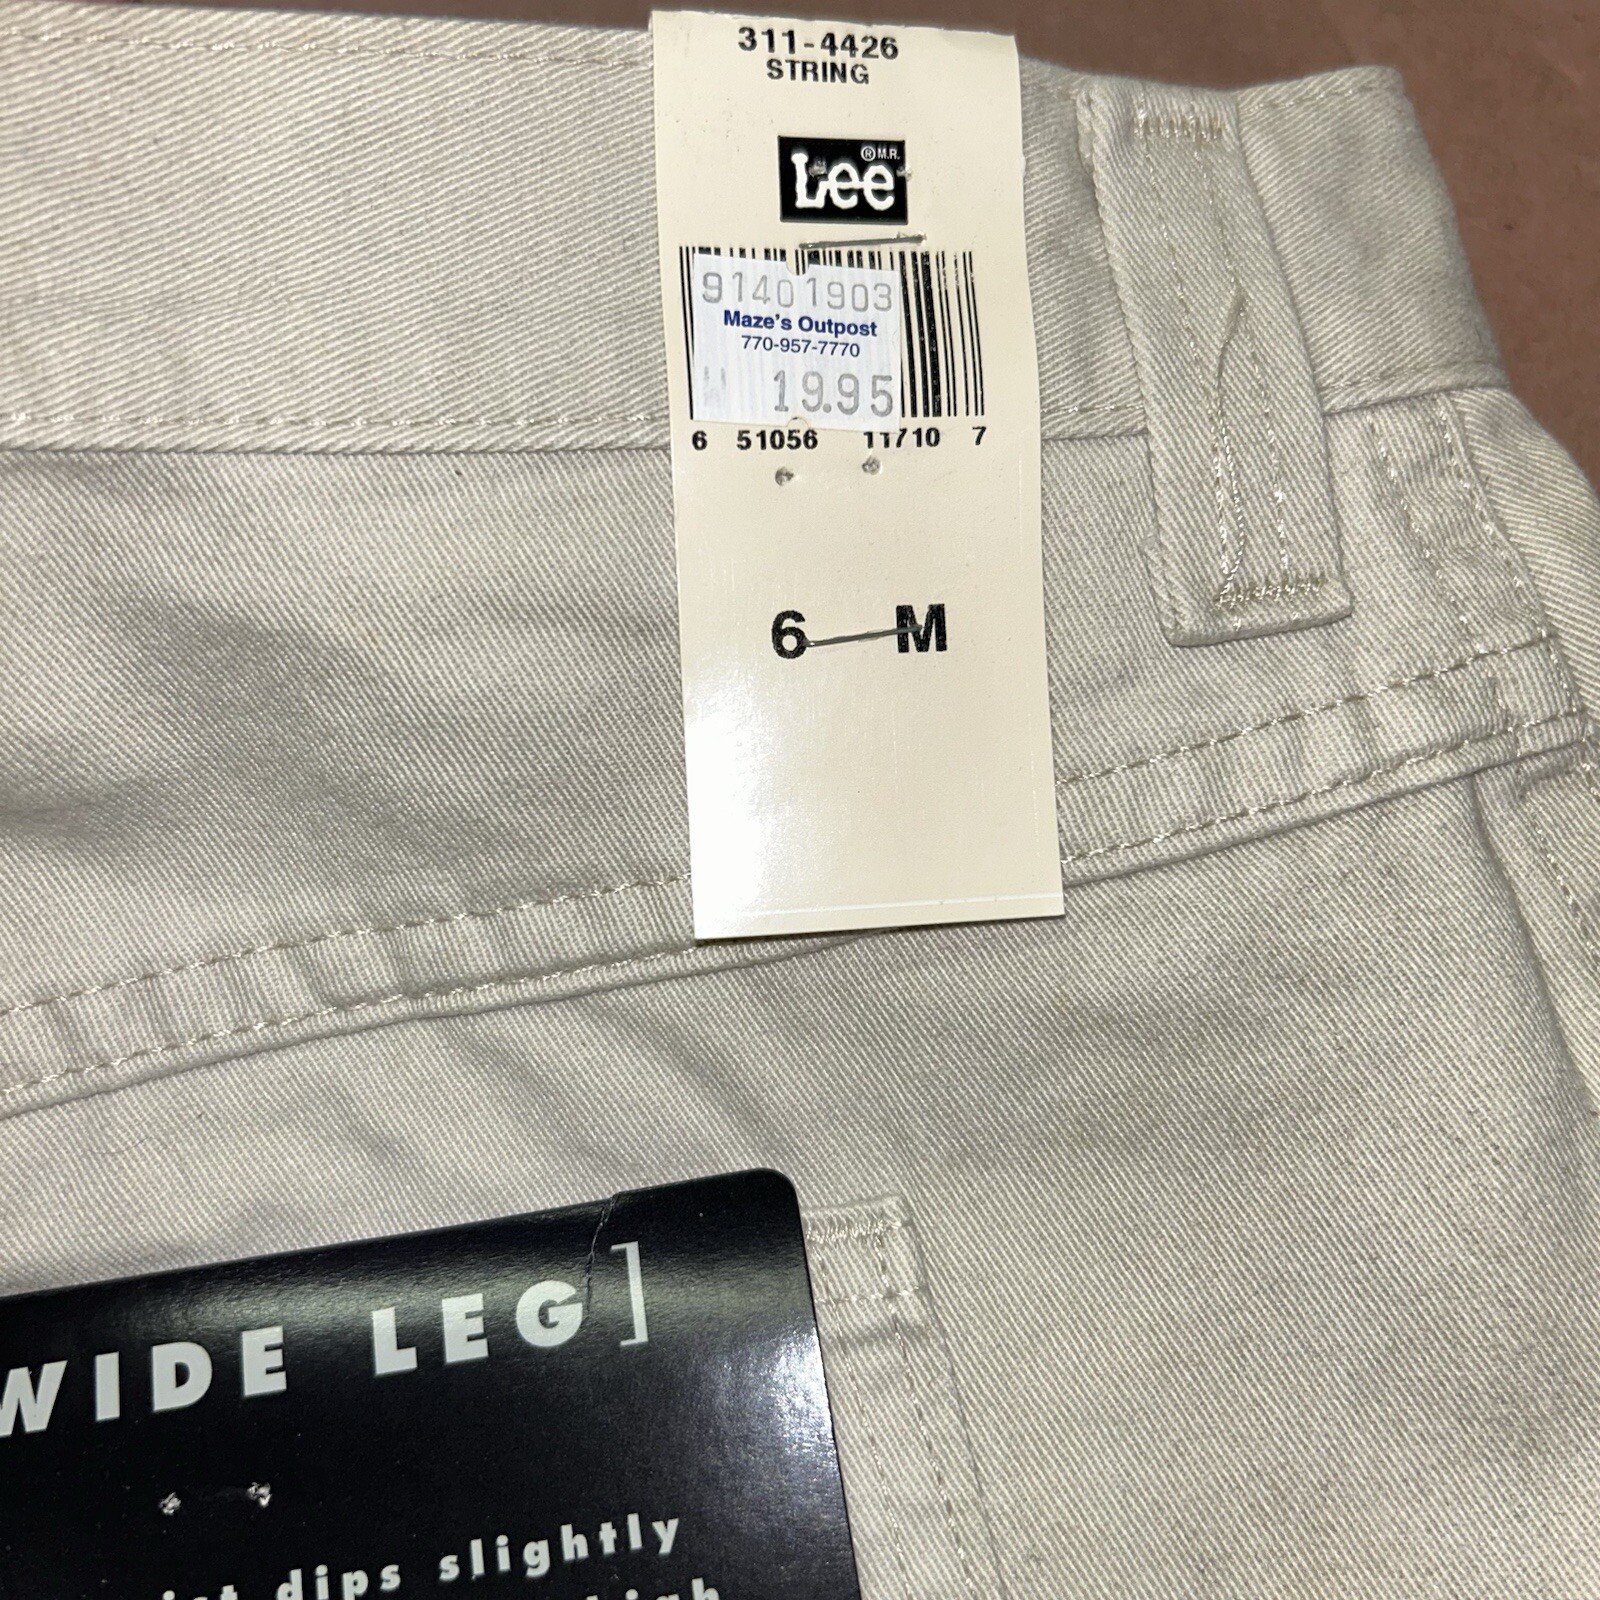 311-4426
STRING
Lee ® M.R.
91401903
Maze's Outpost
770-957-7770
19.95
6 51056 11710 7
6 M
WIDE LEG]
dips slightly